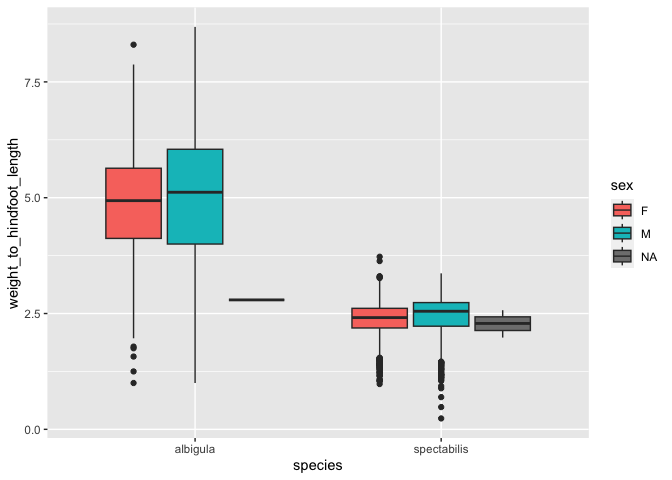 weight_to_hindfoot_length
7.5
5.0
2.5
0.0
albigula
spectabilis
species
sex
F
M
NA